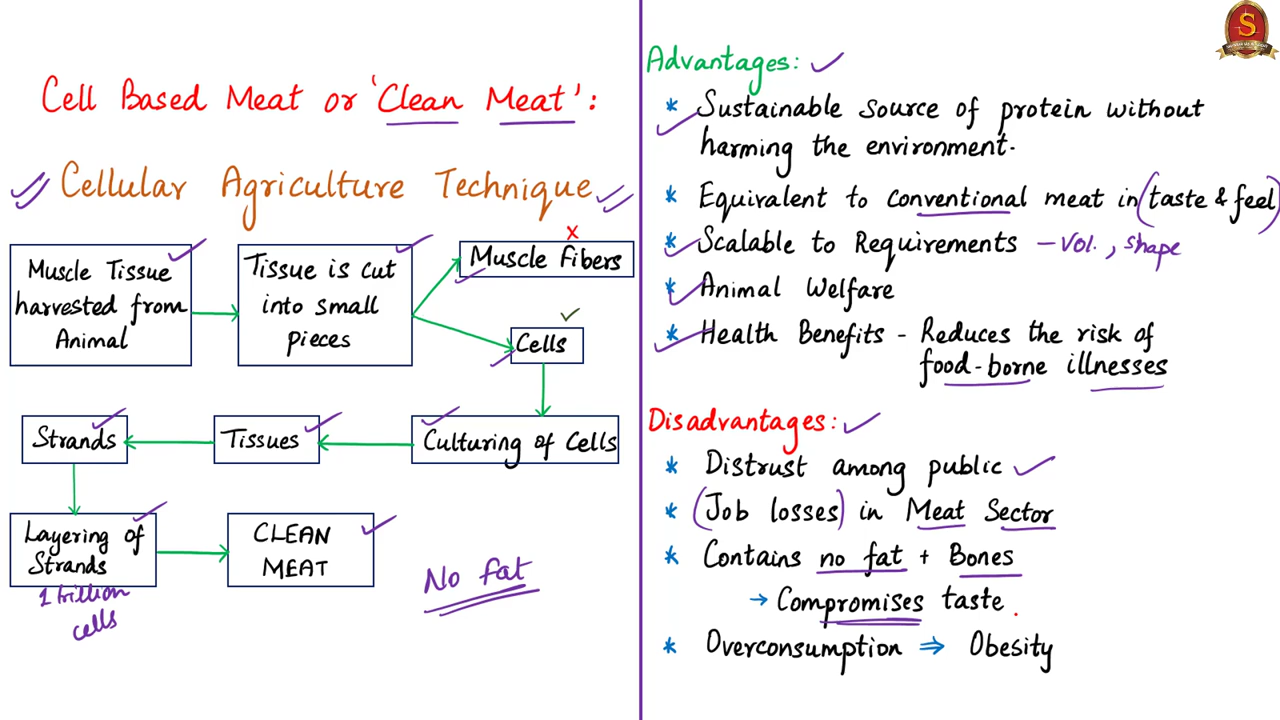 Cell Based Meat or 'Clean Meat':
Cellular Agriculture Technique
Muscle Tissue
harvested from
Animal
Tissue is cut
into small
pieces
x
Muscle Fibers
Cells
Culturing of Cells
Tissues
Strands
Layering of
Strands
1 trillion
cells
CLEAN
MEAT
No fat
Advantages:
* Sustainable source of protein without
harming the environment.
* Equivalent to conventional meat in (taste & feel)
* Scalable to Requirements - Vol., shape
* Animal Welfare
* Health Benefits - Reduces the risk of
food-borne illnesses
Disadvantages:
* Distrust among public
* (Job losses) in Meat Sector
* Contains no fat + Bones
→ Compromises taste.
* Overconsumption ⇒ Obesity
S